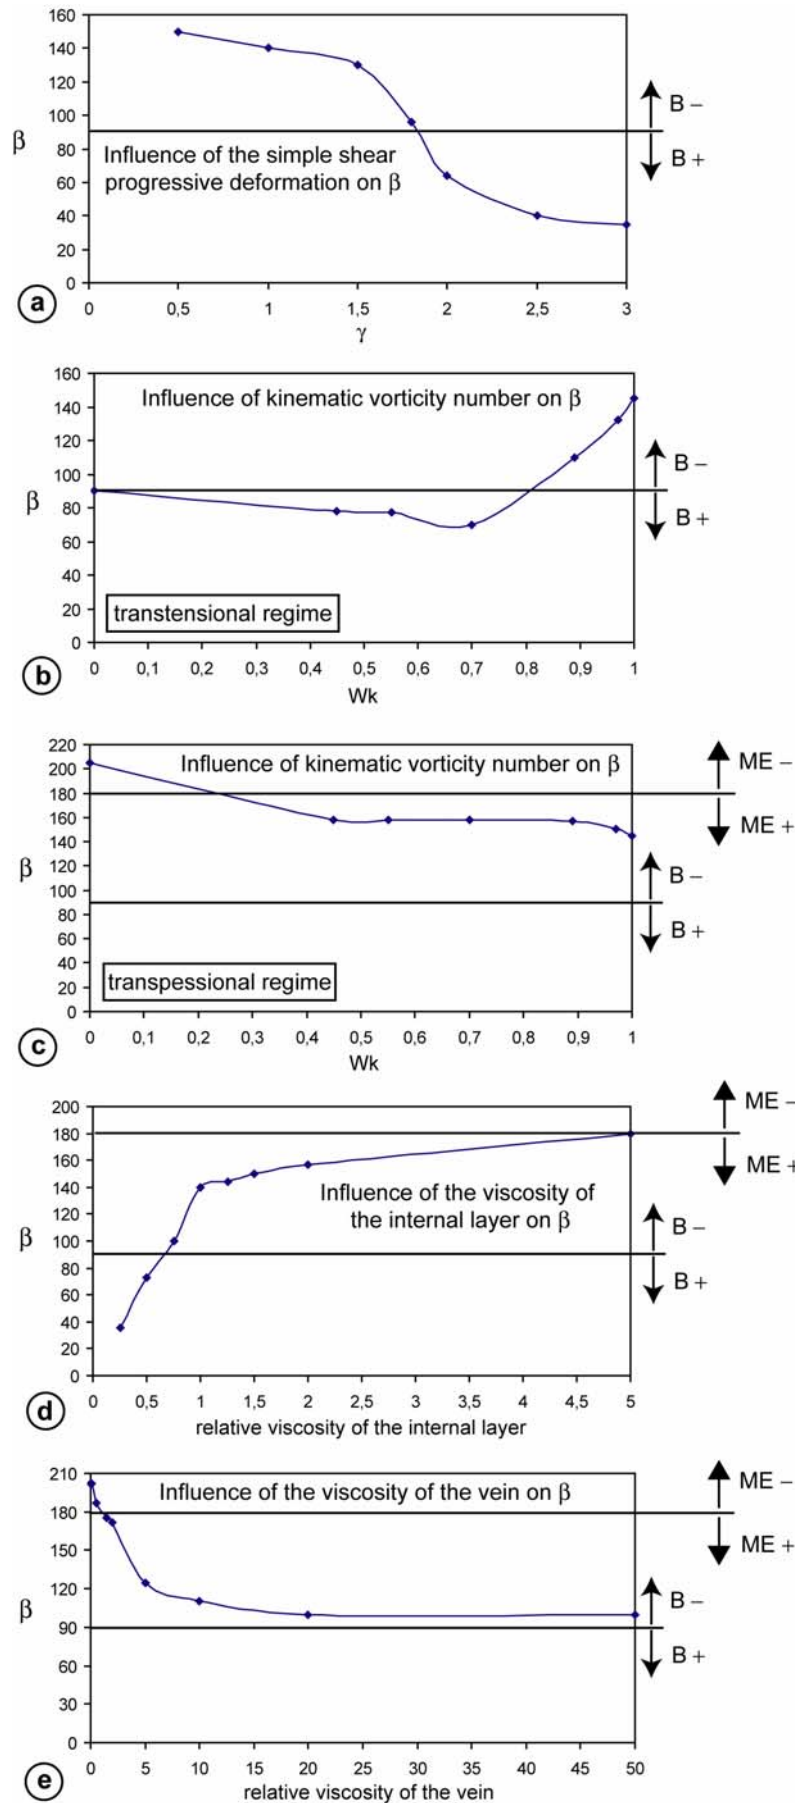 160
140
120
100
80
60
40
20
0
β
Influence of the simple shear
progressive deformation on β
B –
B +
0 0,5 1 1,5 2 2,5 3
γ
a
160
140
120
100
80
60
40
20
0
β
Influence of kinematic vorticity number on β
B –
B +
transtensional regime
0 0,1 0,2 0,3 0,4 0,5 0,6 0,7 0,8 0,9 1
Wk
b
220
200
180
160
140
120
100
80
60
40
20
0
β
Influence of kinematic vorticity number on β
ME –
ME +
B –
B +
transpessional regime
0 0,1 0,2 0,3 0,4 0,5 0,6 0,7 0,8 0,9 1
Wk
c
200
180
160
140
120
100
80
60
40
20
0
β
Influence of the viscosity of
the internal layer on β
ME –
ME +
B –
B +
0 0,5 1 1,5 2 2,5 3 3,5 4 4,5 5
relative viscosity of the internal layer
d
210
180
150
120
90
60
30
0
β
Influence of the viscosity of the vein on β
ME –
ME +
B –
B +
0 5 10 15 20 25 30 35 40 45 50
relative viscosity of the vein
e